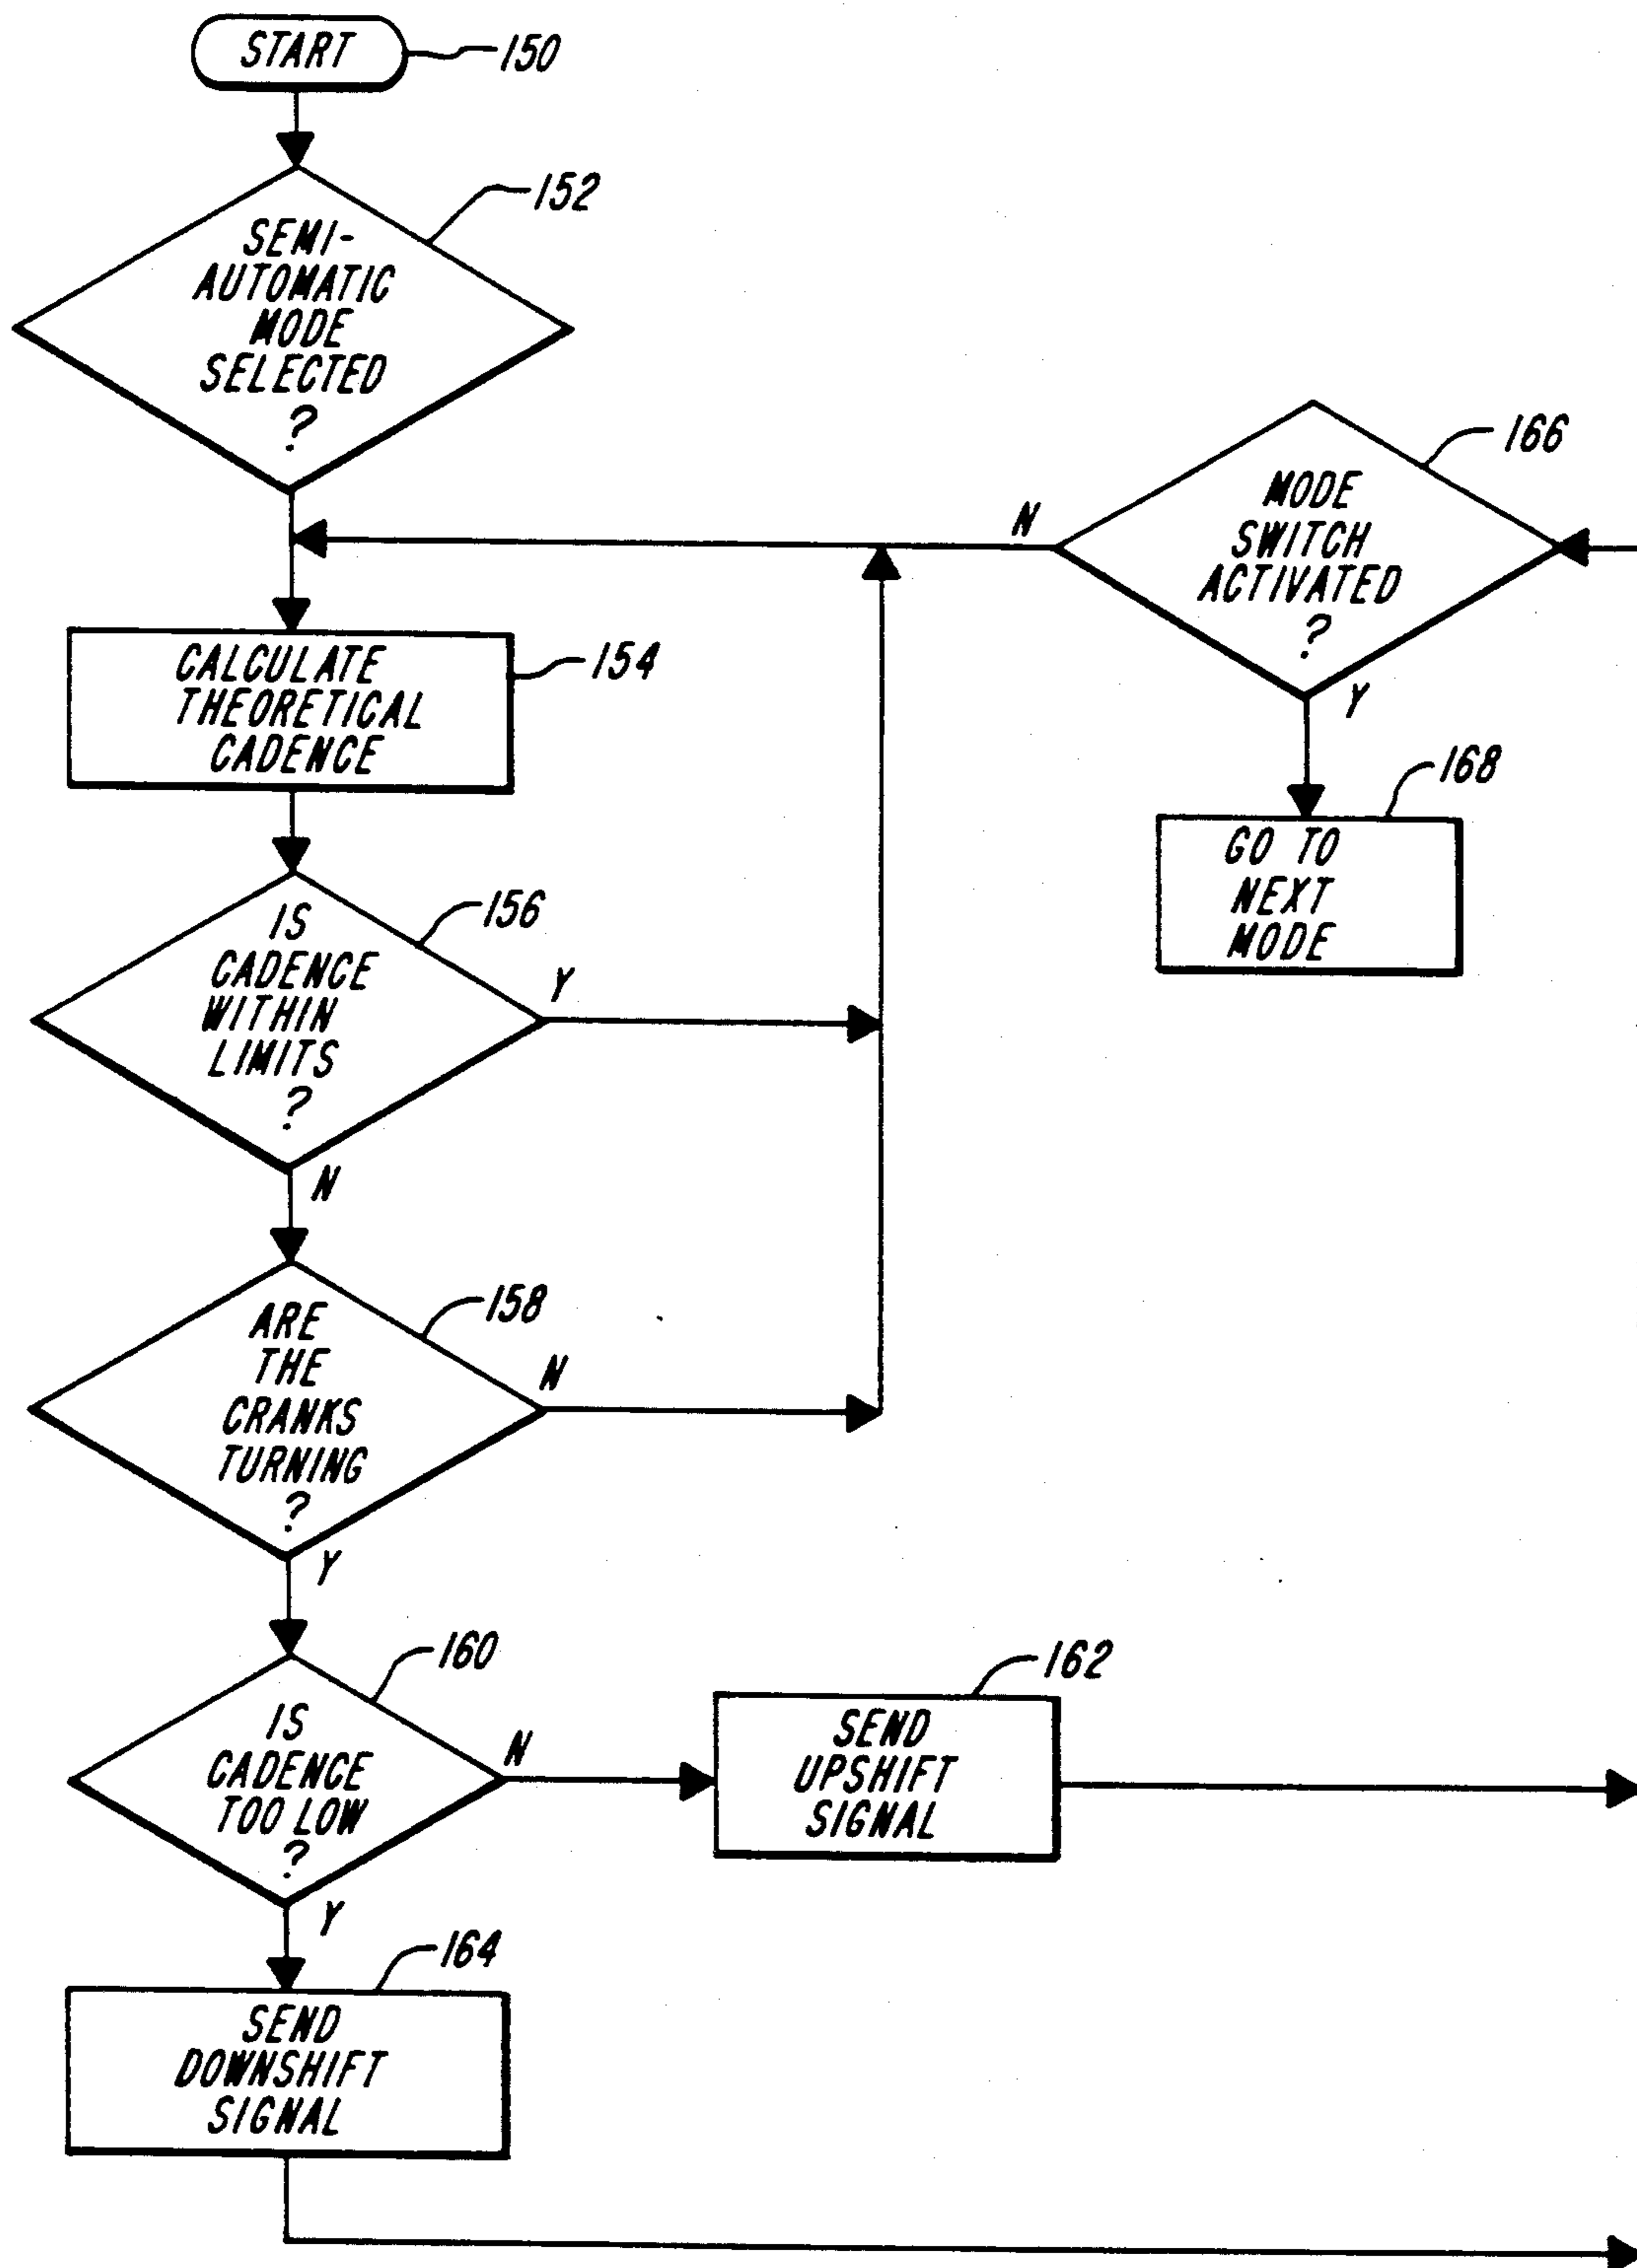 START
150
152
SEMI-
AUTOMATIC
MODE
SELECTED
?
166
N
MODE
SWITCH
ACTIVATED
?
Y
154
CALCULATE
THEORETICAL
CADENCE
168
GO TO
NEXT
MODE
156
IS
CADENCE
WITHIN
LIMITS
?
Y
N
158
ARE
THE
CRANKS
TURNING
?
N
Y
160
IS
CADENCE
TOO LOW
?
N
Y
162
SEND
UPSHIFT
SIGNAL
164
SEND
DOWNSHIFT
SIGNAL